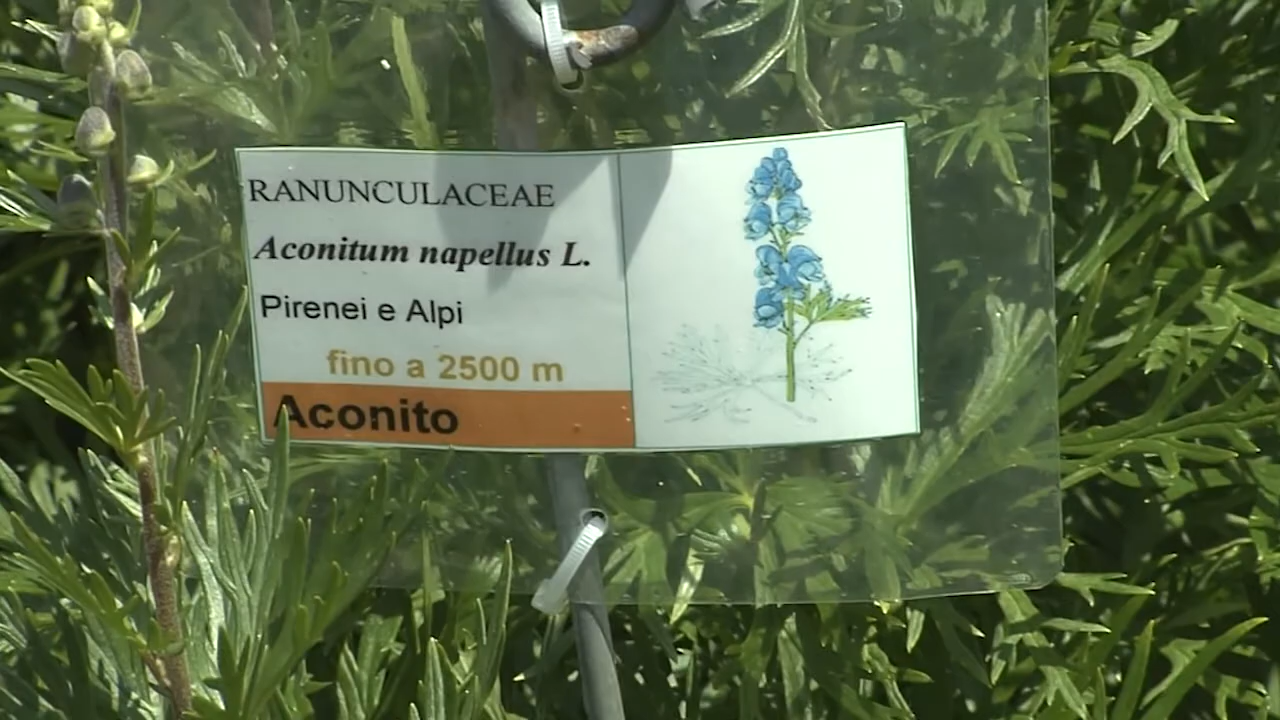 RANUNCULACEAE
Aconitum napellus L.
Pirenei e Alpi
fino a 2500 m
Aconito